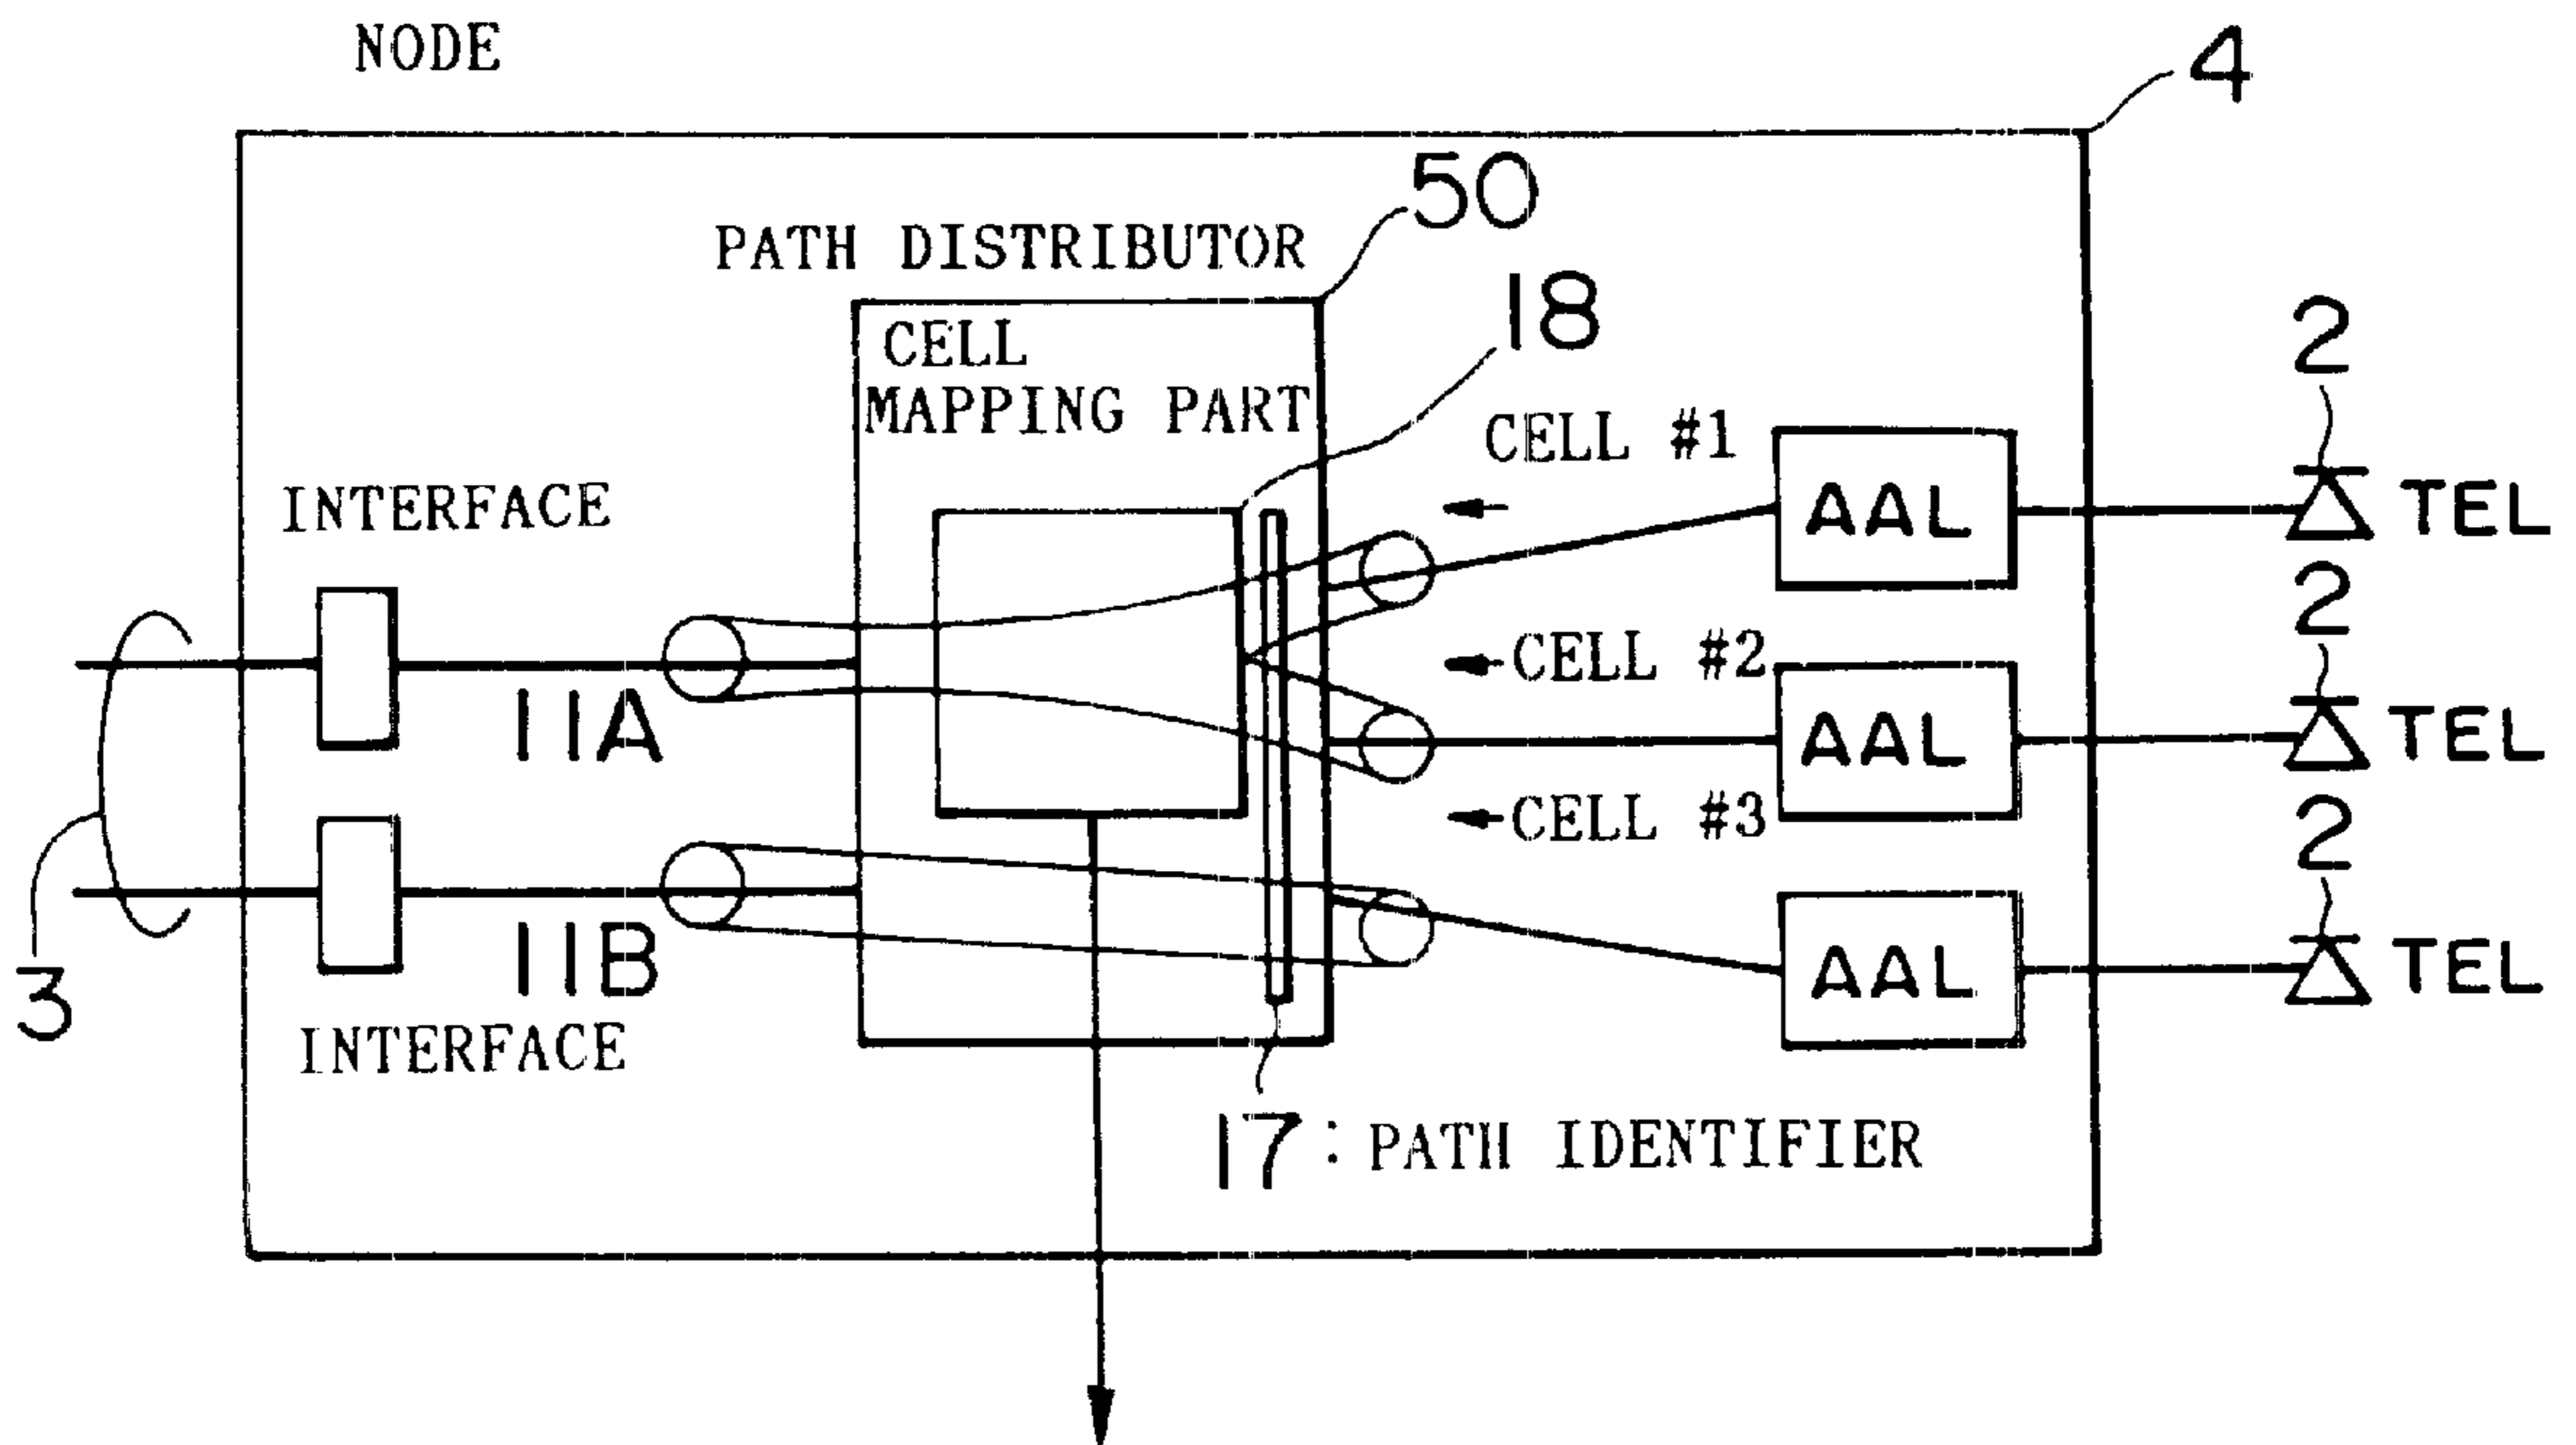 NODE
4
50
PATH DISTRIBUTOR
18
2
CELL
MAPPING PART
CELL #1
INTERFACE
AAL
TEL
2
CELL #2
11A
AAL
TEL
CELL #3
2
3
11B
AAL
TEL
INTERFACE
17: PATH IDENTIFIER